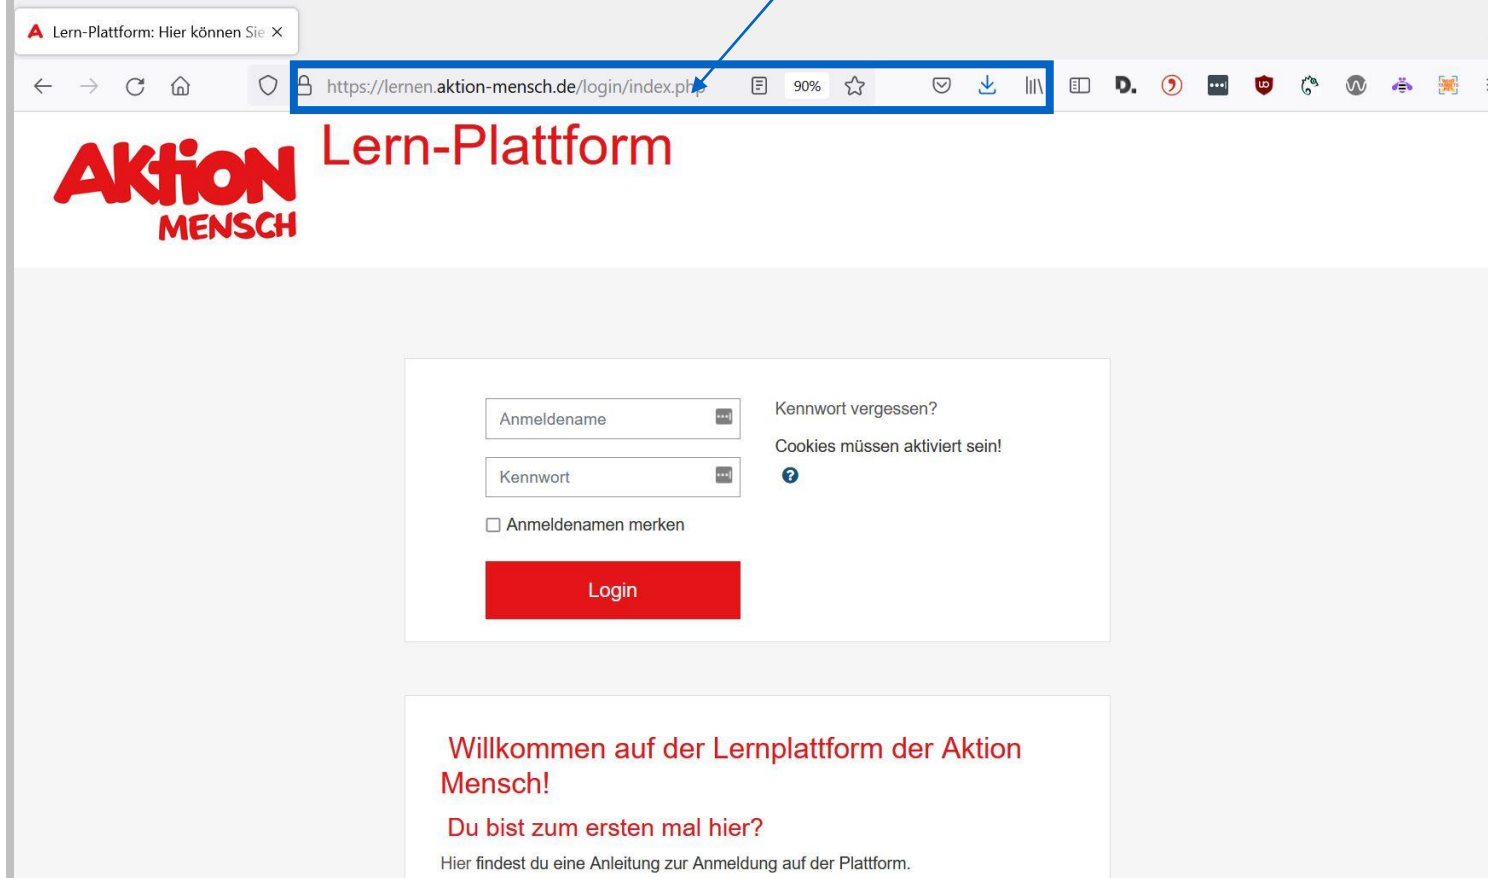 Lern-Plattform: Hier können Sie
https://lernen.aktion-mensch.de/login/index.php
90%
AKtion
MENSCH
Lern-Plattform
Anmeldename
Kennwort vergessen?
Cookies müssen aktiviert sein!
Kennwort
Anmeldenamen merken
Login
Willkommen auf der Lernplattform der Aktion
Mensch!
Du bist zum ersten mal hier?
Hier findest du eine Anleitung zur Anmeldung auf der Plattform.